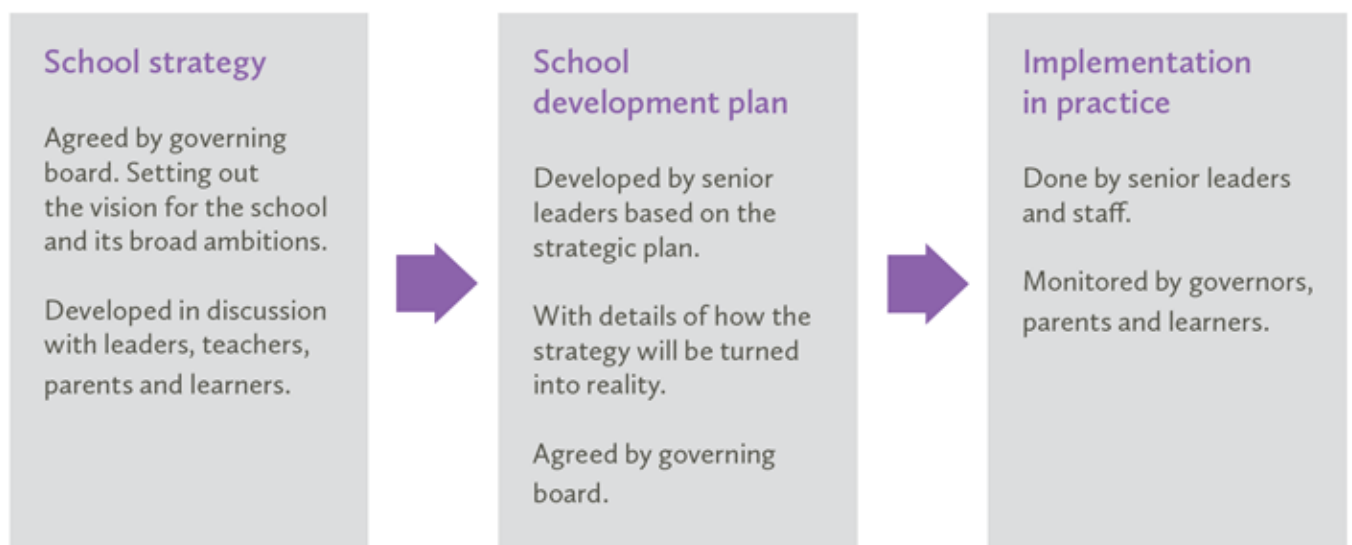 School strategy
Agreed by governing
board. Setting out
the vision for the school
and its broad ambitions.
Developed in discussion
with leaders, teachers,
parents and learners.
School
development plan
Developed by senior
leaders based on the
strategic plan.
With details of how the
strategy will be turned
into reality.
Agreed by governing
board.
Implementation
in practice
Done by senior leaders
and staff.
Monitored by governors,
parents and learners.